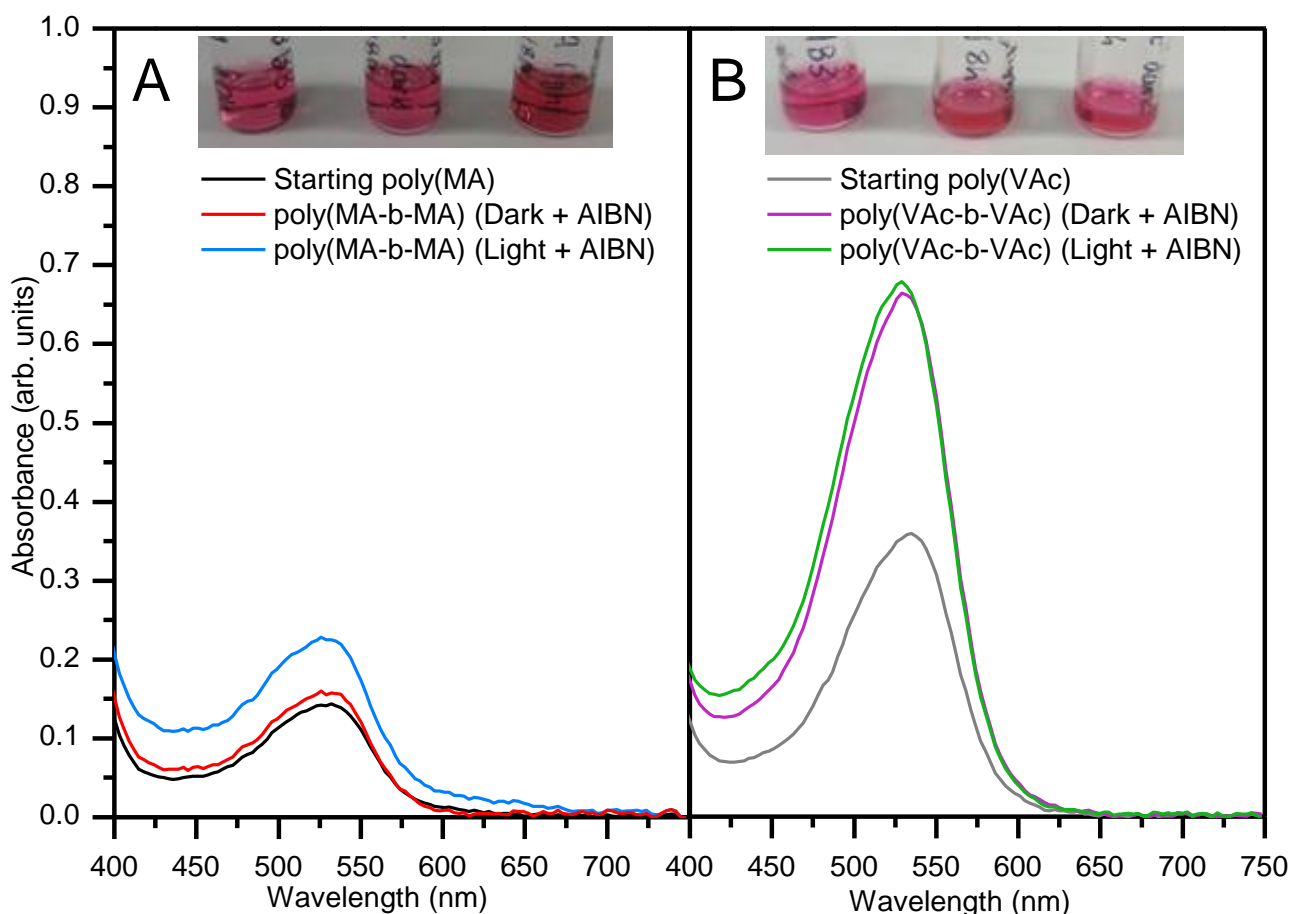 A
Starting poly(MA)
poly(MA-b-MA) (Dark + AIBN)
poly(MA-b-MA) (Light + AIBN)
B
Starting poly(VAc)
poly(VAc-b-VAc) (Dark + AIBN)
poly(VAc-b-VAc) (Light + AIBN)
Absorbance (arb. units)
1.0
0.9
0.8
0.7
0.6
0.5
0.4
0.3
0.2
0.1
0.0
400 450 500 550 600 650 700 400 450 500 550 600 650 700 750
Wavelength (nm) Wavelength (nm)